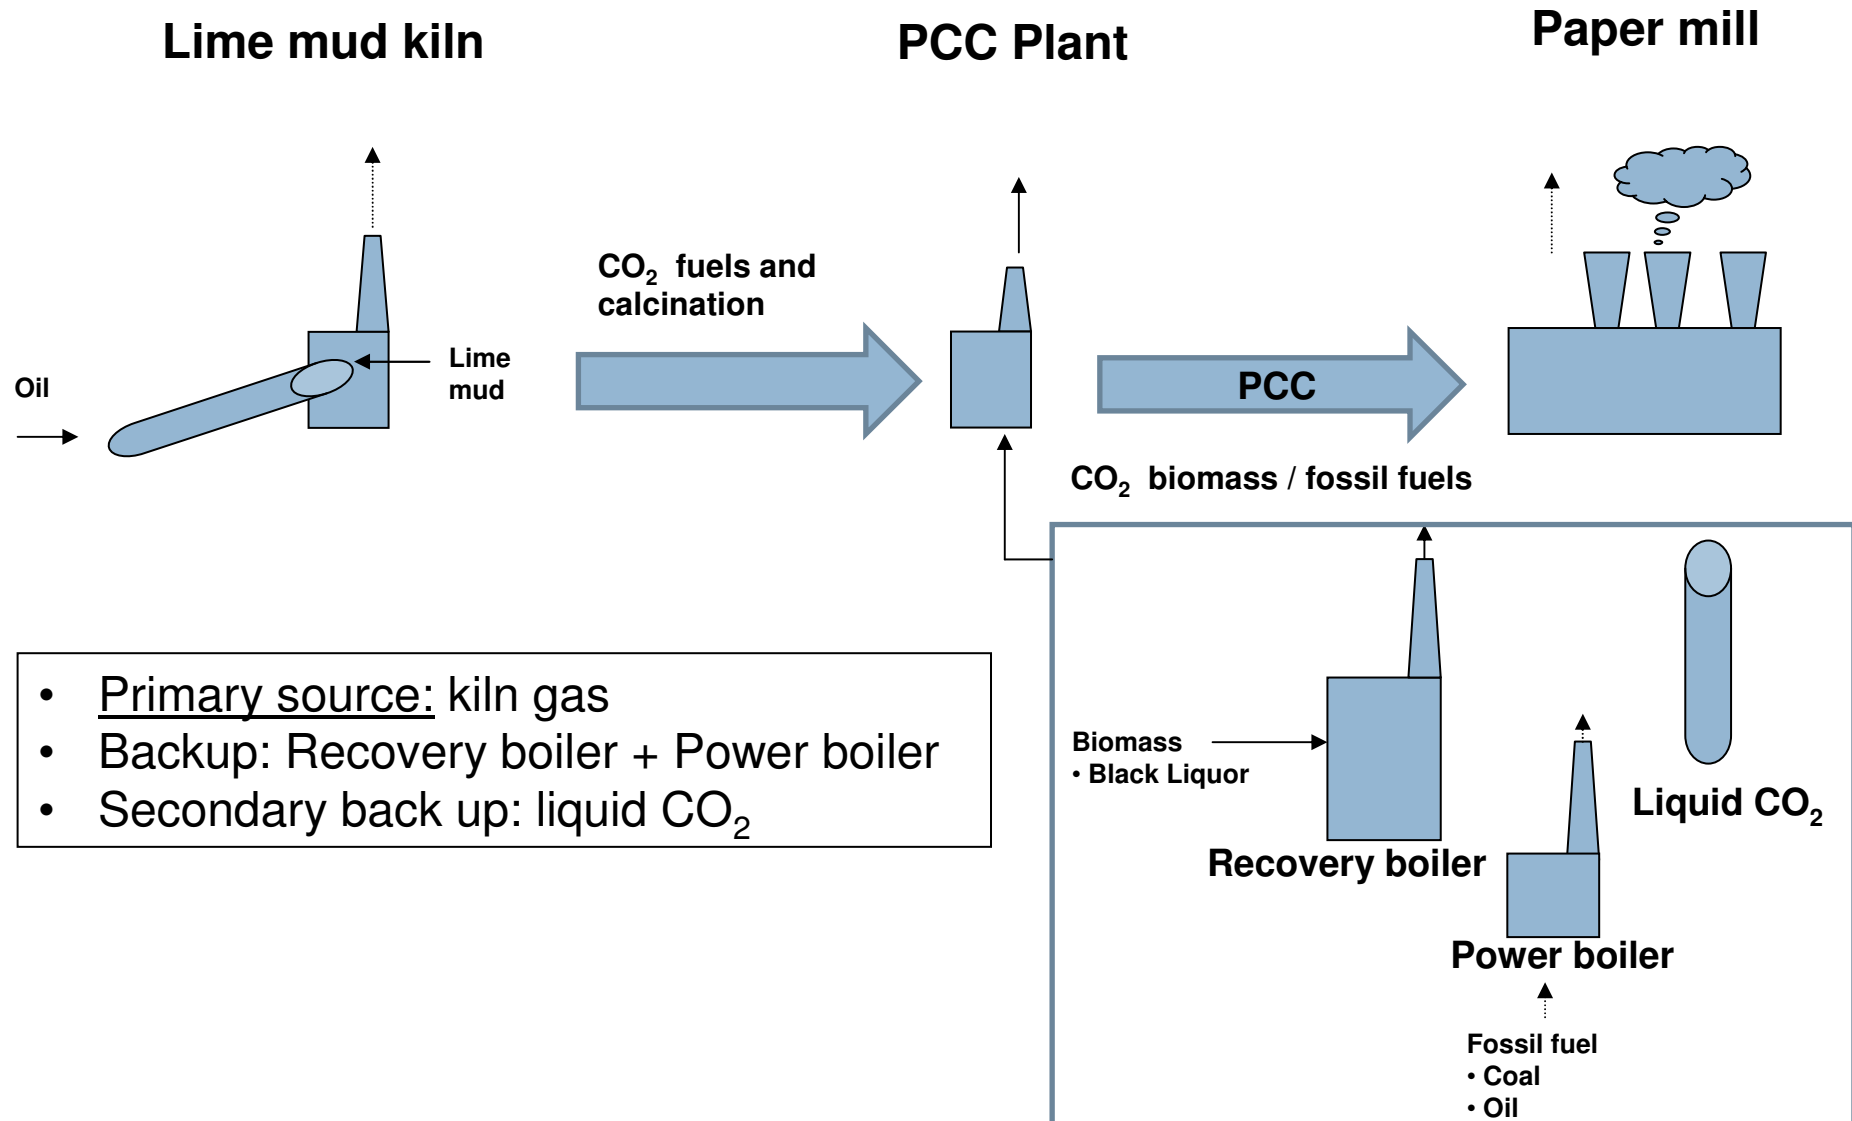 Lime mud kiln
PCC Plant
Paper mill
CO₂ fuels and
calcination
Lime
mud
Oil
PCC
CO₂ biomass / fossil fuels
• Primary source: kiln gas
• Backup: Recovery boiler + Power boiler
• Secondary back up: liquid CO₂
Biomass
• Black Liquor
Recovery boiler
Liquid CO₂
Power boiler
Fossil fuel
• Coal
• Oil